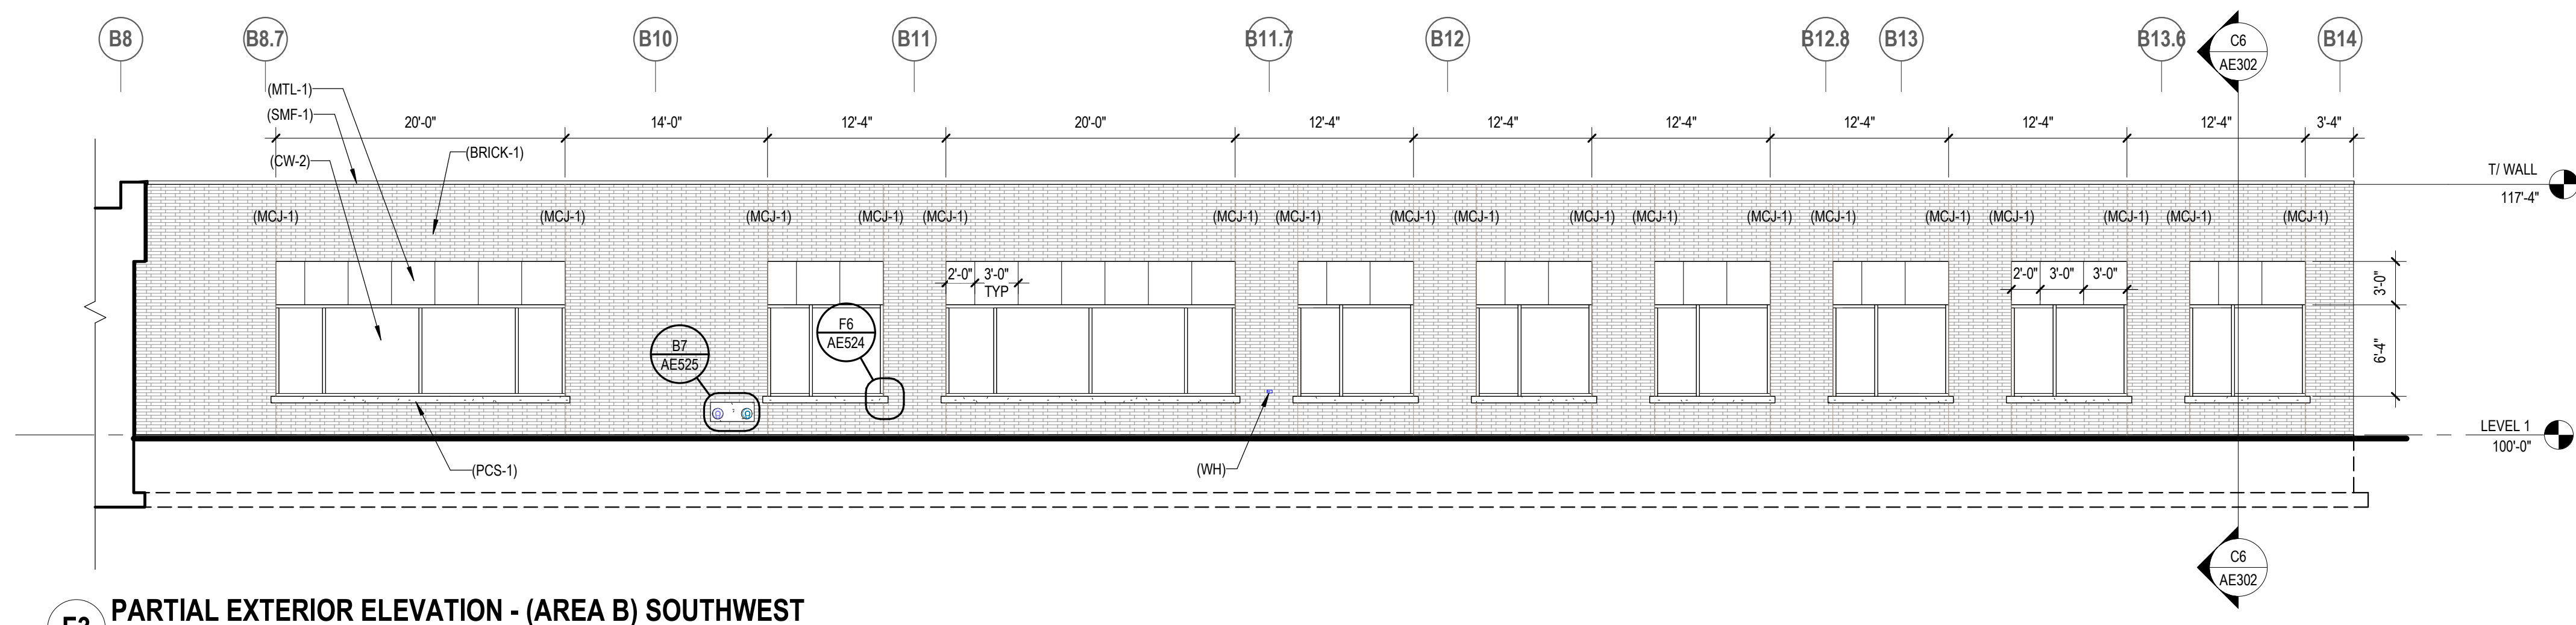 B8 B8.7 B10 B11 B11.7 B12 B12.8 B13 B13.6 B14
C6
AE302
(MTL-1)
(SMF-1)
(CW-2)
(BRICK-1)
20'-0" 14'-0" 12'-4" 20'-0" 12'-4" 12'-4" 12'-4" 12'-4" 12'-4" 12'-4" 3'-4"
T/ WALL
117'-4"
(MCJ-1) (MCJ-1) (MCJ-1) (MCJ-1) (MCJ-1) (MCJ-1) (MCJ-1) (MCJ-1) (MCJ-1) (MCJ-1) (MCJ-1) (MCJ-1) (MCJ-1) (MCJ-1) (MCJ-1) (MCJ-1) (MCJ-1) (MCJ-1)
2'-0" 3'-0"
TYP
2'-0" 3'-0" 3'-0"
3'-0"
6'-4"
B7
AE525
F6
AE524
LEVEL 1
100'-0"
(PCS-1)
(WH)
C6
AE302
PARTIAL EXTERIOR ELEVATION - (AREA B) SOUTHWEST